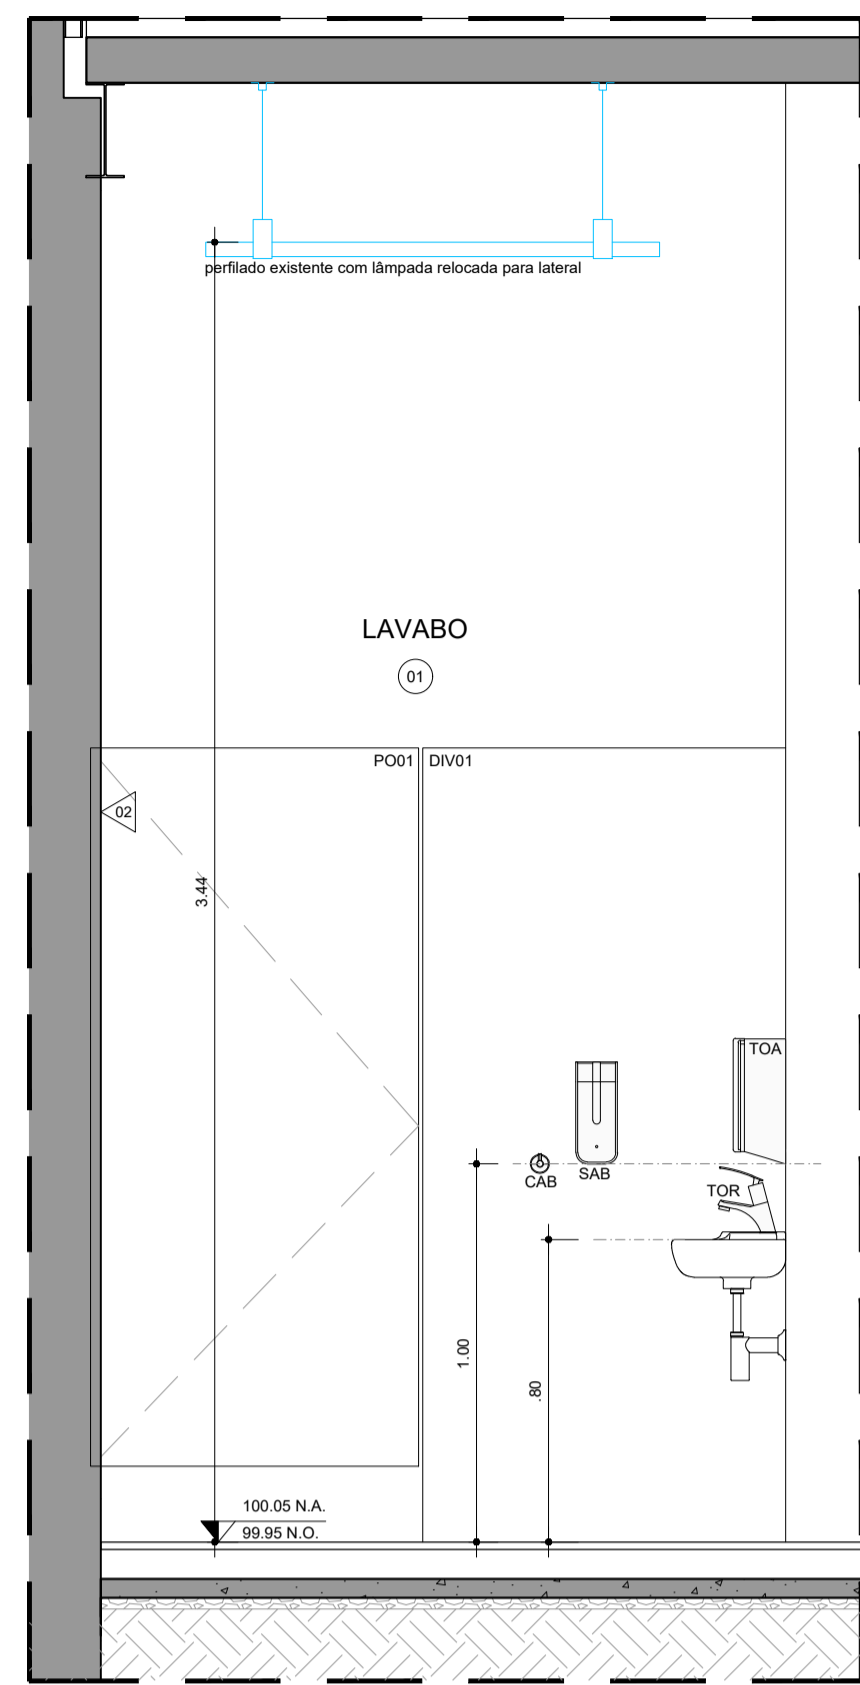 perfilado existente com lâmpada relocada para lateral
LAVABO
01
PO01
DIV01
02
3.44
TOA
CAB
SAB
TOR
1.00
.80
100.05 N.A.
99.95 N.O.